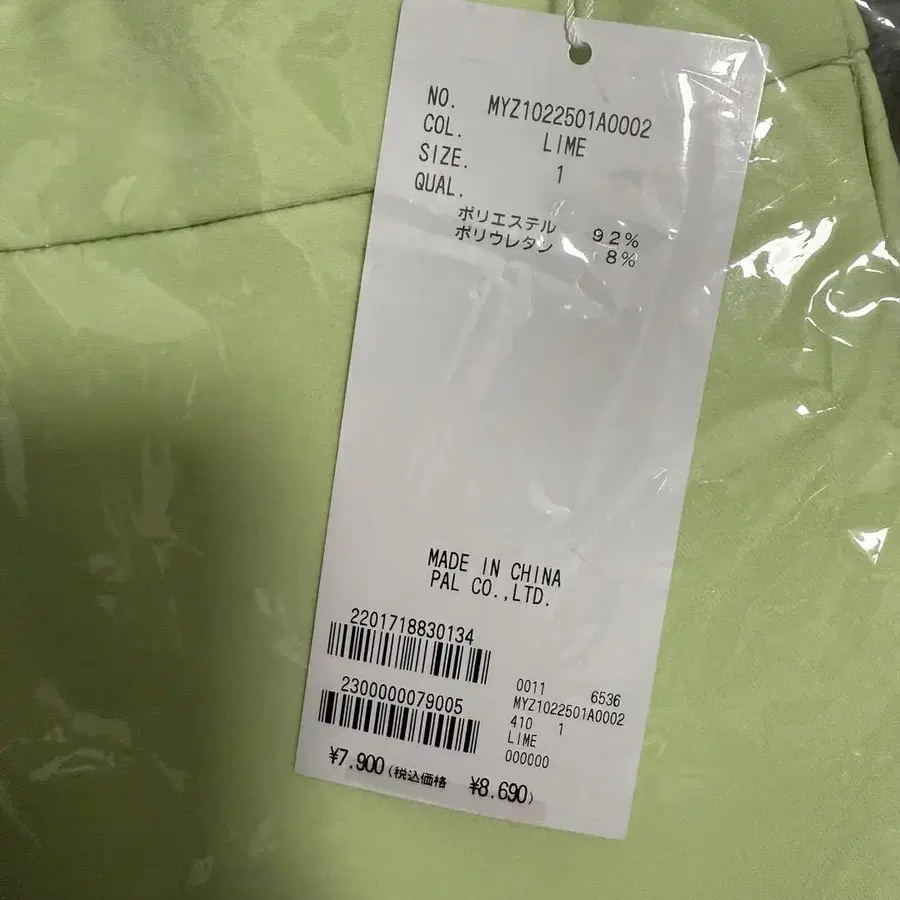 NO. MYZ1022501A0002
COL. LIME
SIZE. 1
QUAL.
ポリエステル 92%
ポリウレタン 8%
MADE IN CHINA
PAL CO.,LTD.
2201718830134
2300000079005
0011 6536
MYZ1022501A0002
410 1
LIME
000000
¥7.900(税込価格 ¥8.690)